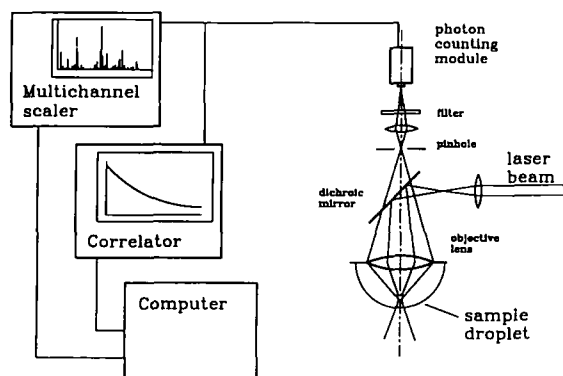 Multichannel
scaler
Correlator
Computer
photon
counting
module
filter
pinhole
laser
beam
dichroic
mirror
objective
lens
sample
droplet